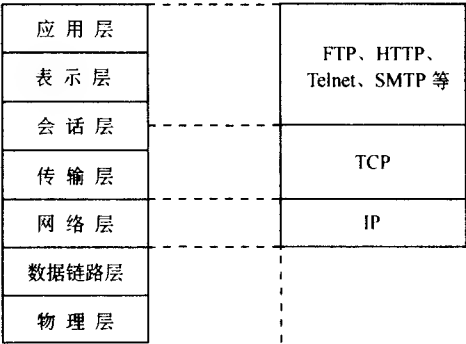 应用层
表示层
会话层
传输层
网络层
数据链路层
物理层
FTP、HTTP、
Telnet、SMTP 等
TCP
IP